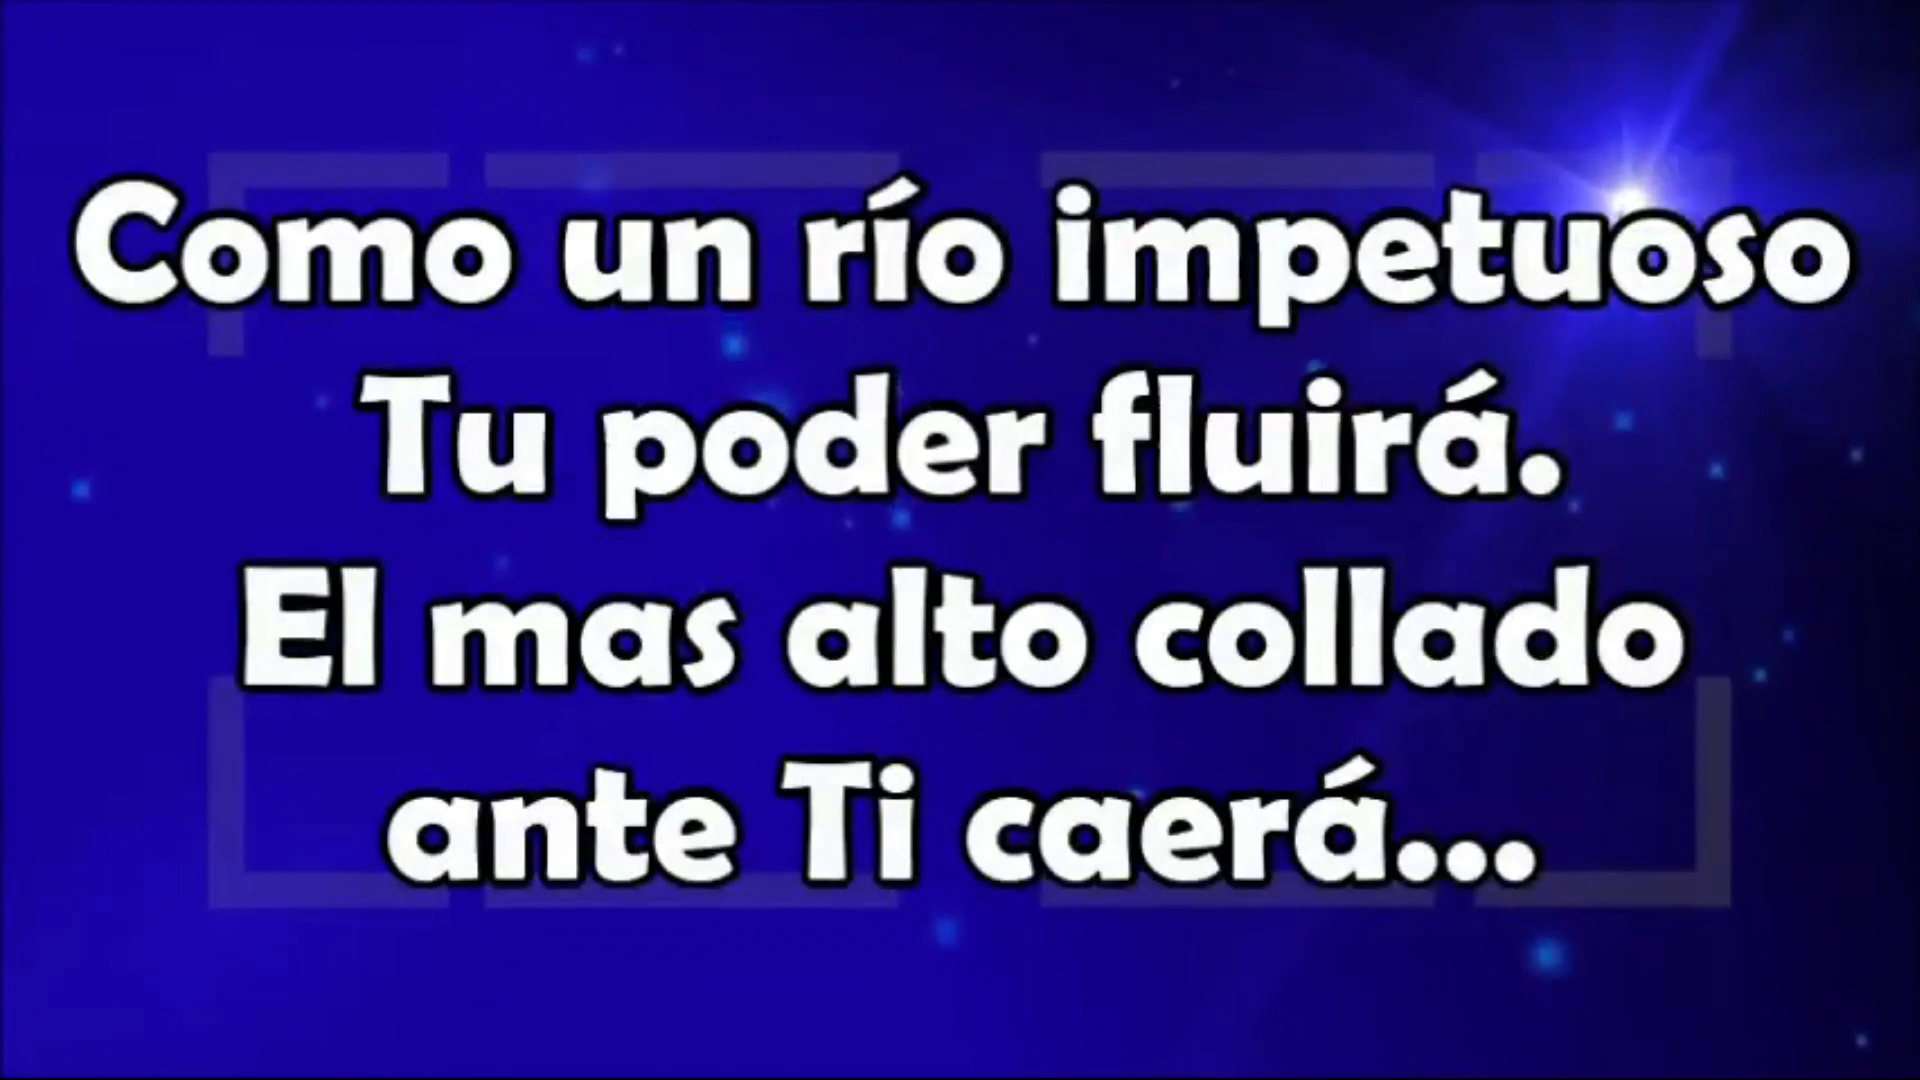 Como un río impetuoso
Tu poder fluirá.
El mas alto collado
ante Ti caerá...